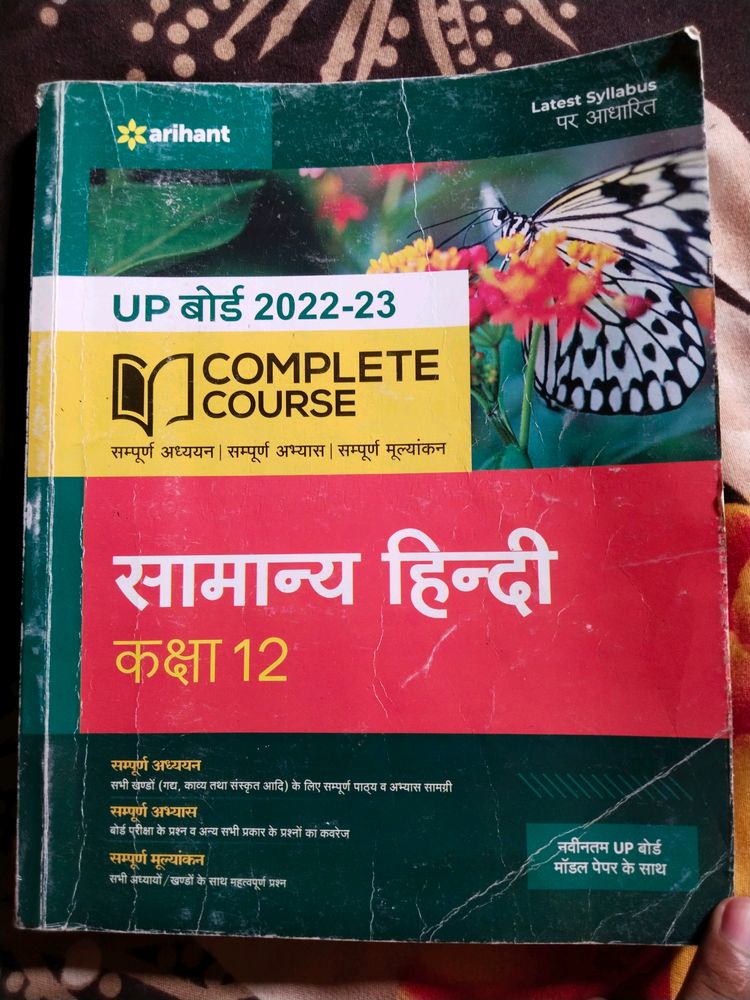 arihant
Latest Syllabus
पर आधारित
UP बोर्ड 2022-23
COMPLETE
COURSE
सम्पूर्ण अध्ययन | सम्पूर्ण अभ्यास | सम्पूर्ण मूल्यांकन
सामान्य हिन्दी
कक्षा 12
सम्पूर्ण अध्ययन
सभी खण्डों (गद्य, काव्य तथा संस्कृत आदि) के लिए सम्पूर्ण पाठ्य व अभ्यास सामग्री
सम्पूर्ण अभ्यास
बोर्ड परीक्षा के प्रश्न व अन्य सभी प्रकार के प्रश्नों का कवरेज
सम्पूर्ण मूल्यांकन
सभी अध्यायों/खण्डों के साथ महत्वपूर्ण प्रश्न
नवीनतम UP बोर्ड
मॉडल पेपर के साथ